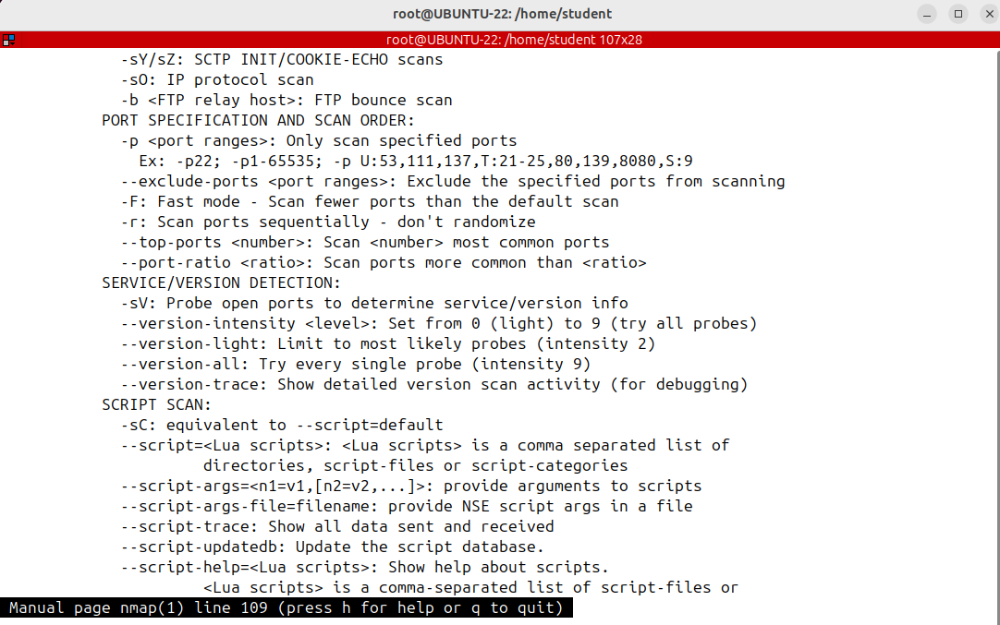 root@UBUNTU-22: /home/student
root@UBUNTU-22: /home/student 107x28
-sY/sZ: SCTP INIT/COOKIE-ECHO scans
-sO: IP protocol scan
-b <FTP relay host>: FTP bounce scan
PORT SPECIFICATION AND SCAN ORDER:
-p <port ranges>: Only scan specified ports
Ex: -p22; -p1-65535; -p U:53,111,137,T:21-25,80,139,8080,S:9
--exclude-ports <port ranges>: Exclude the specified ports from scanning
-F: Fast mode - Scan fewer ports than the default scan
-r: Scan ports sequentially - don't randomize
--top-ports <number>: Scan <number> most common ports
--port-ratio <ratio>: Scan ports more common than <ratio>
SERVICE/VERSION DETECTION:
-sV: Probe open ports to determine service/version info
--version-intensity <level>: Set from 0 (light) to 9 (try all probes)
--version-light: Limit to most likely probes (intensity 2)
--version-all: Try every single probe (intensity 9)
--version-trace: Show detailed version scan activity (for debugging)
SCRIPT SCAN:
-sC: equivalent to --script=default
--script=<Lua scripts>: <Lua scripts> is a comma separated list of
directories, script-files or script-categories
--script-args=<n1=v1,[n2=v2,...]>: provide arguments to scripts
--script-args-file=filename: provide NSE script args in a file
--script-trace: Show all data sent and received
--script-updatedb: Update the script database.
--script-help=<Lua scripts>: Show help about scripts.
<Lua scripts> is a comma-separated list of script-files or
Manual page nmap(1) line 109 (press h for help or q to quit)